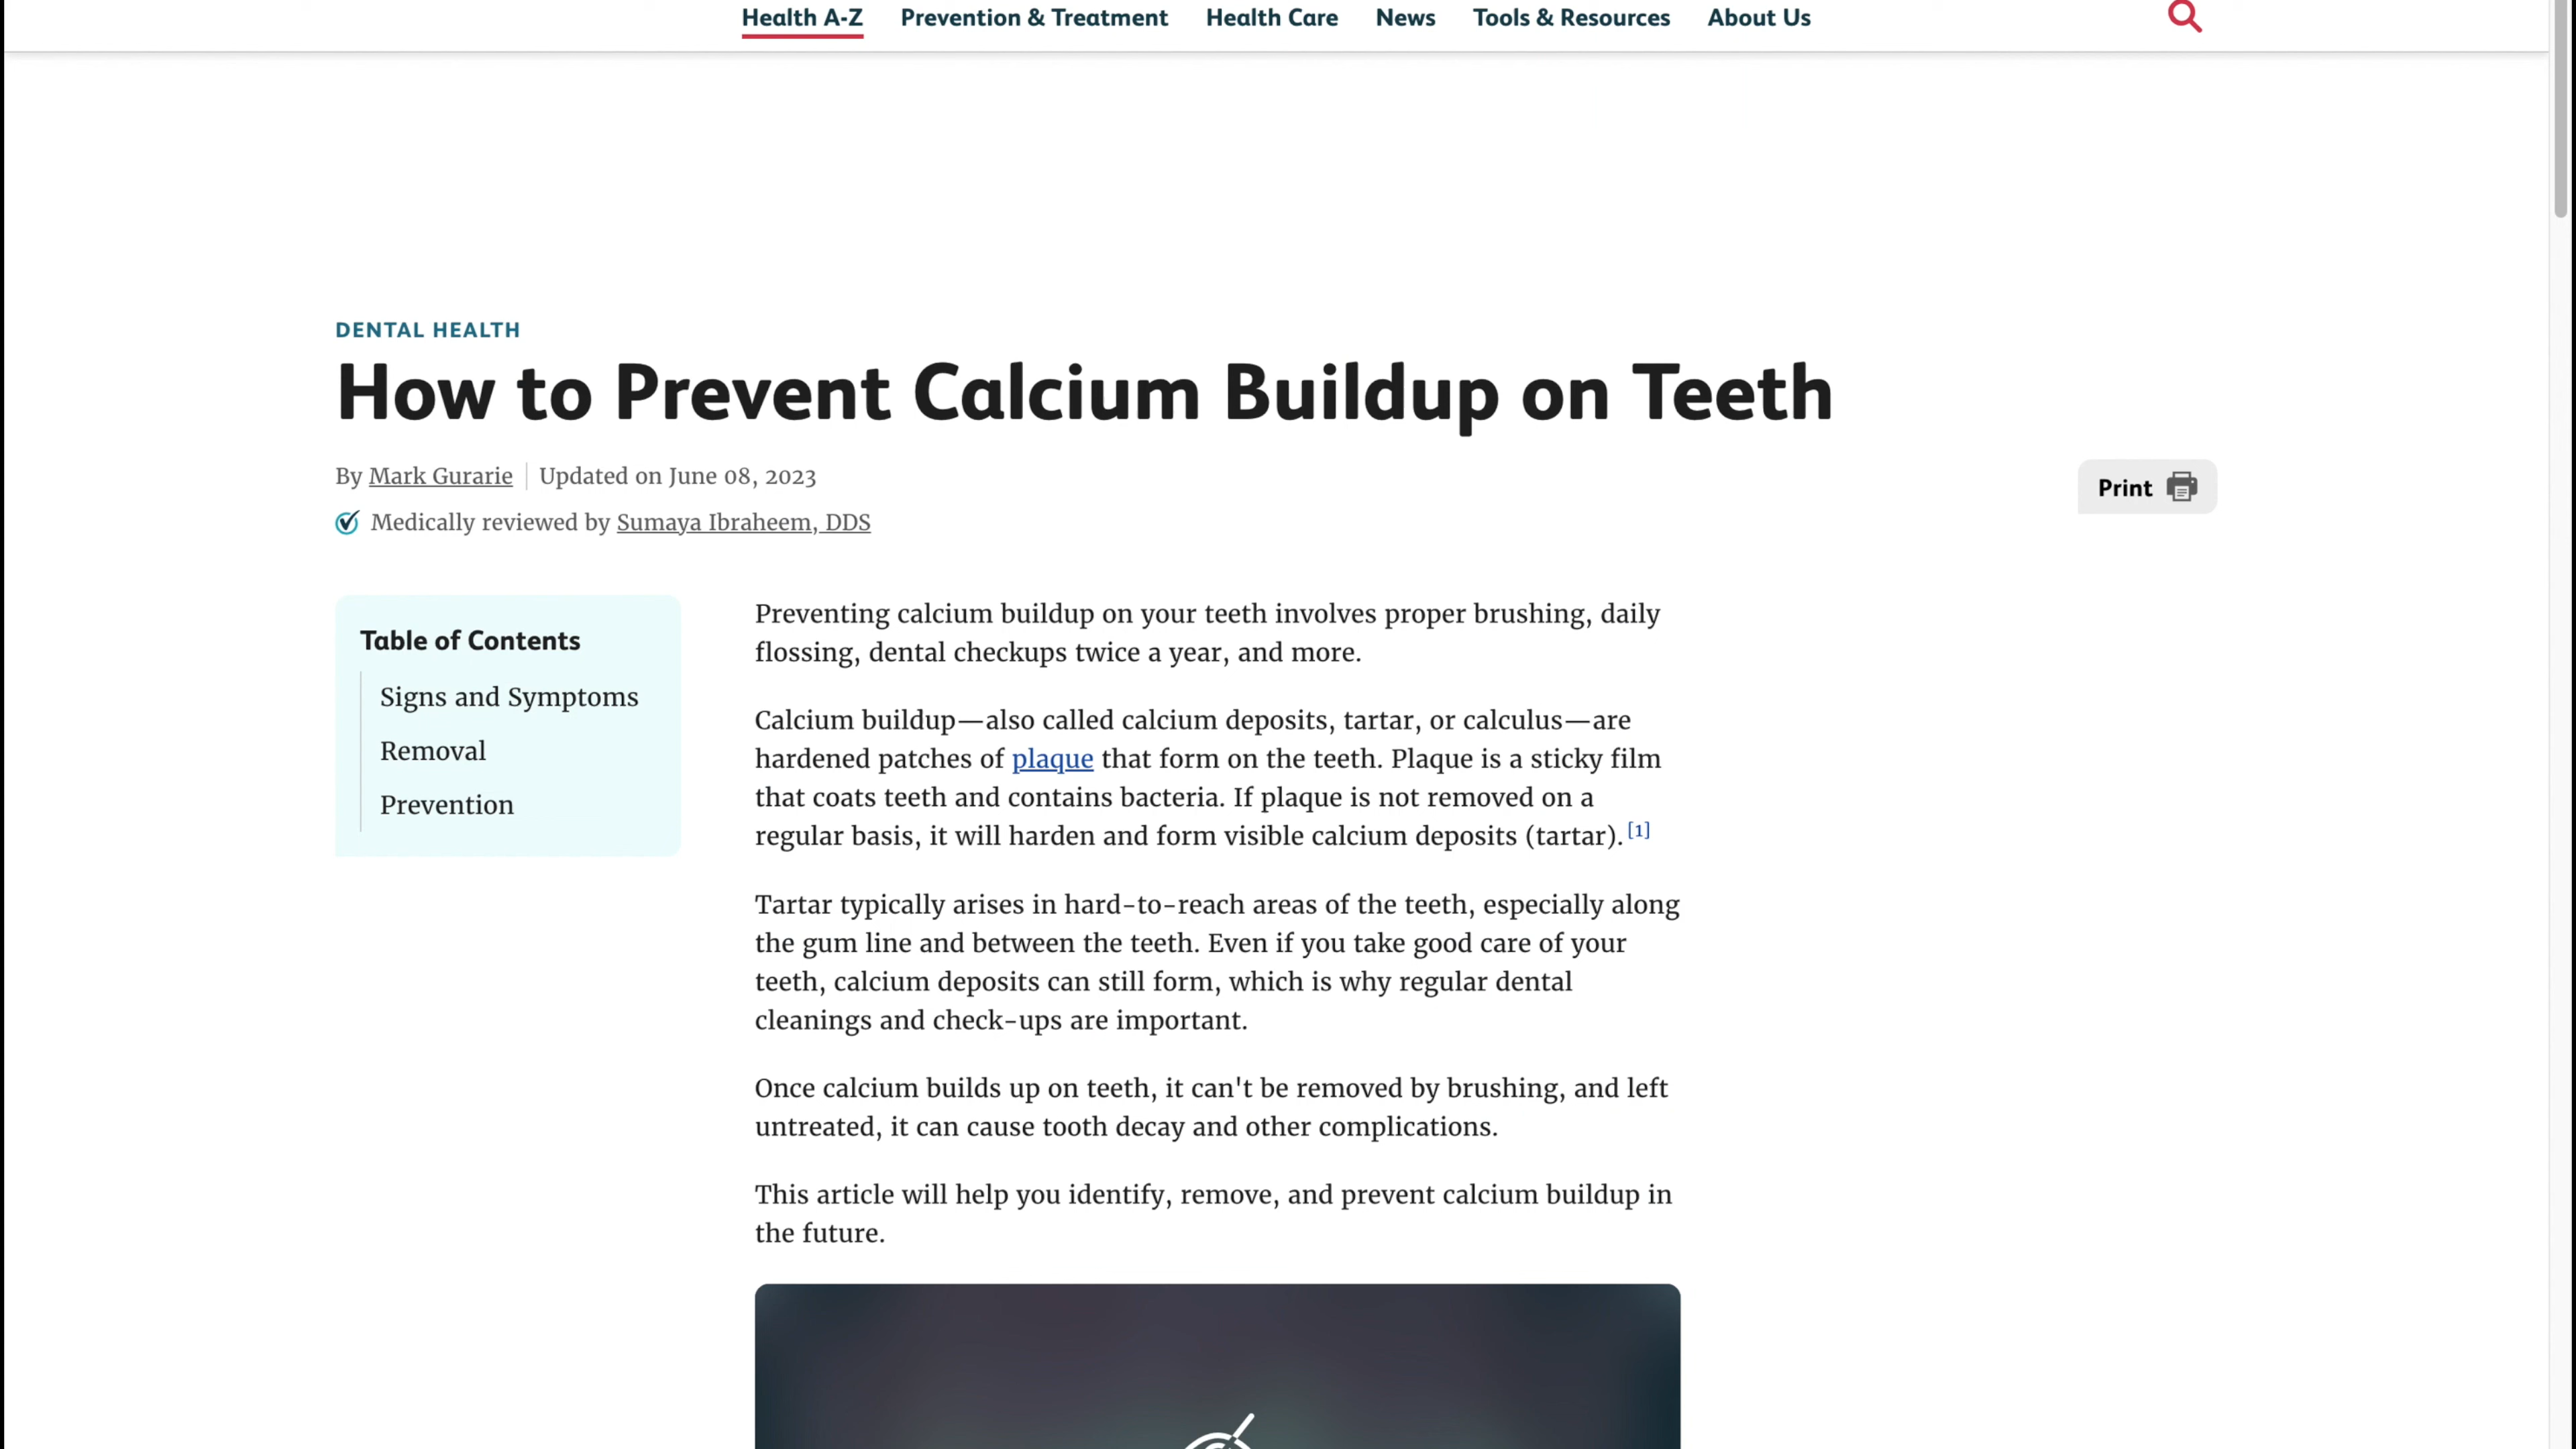 Health A-Z Prevention & Treatment Health Care News Tools & Resources About Us
DENTAL HEALTH
How to Prevent Calcium Buildup on Teeth
By Mark Gurarie Updated on June 08, 2023
Medically reviewed by Sumaya Ibraheem, DDS
Print
Table of Contents
Signs and Symptoms
Removal
Prevention
Preventing calcium buildup on your teeth involves proper brushing, daily
flossing, dental checkups twice a year, and more.
Calcium buildup—also called calcium deposits, tartar, or calculus—are
hardened patches of plaque that form on the teeth. Plaque is a sticky film
that coats teeth and contains bacteria. If plaque is not removed on a
regular basis, it will harden and form visible calcium deposits (tartar). [1]
Tartar typically arises in hard-to-reach areas of the teeth, especially along
the gum line and between the teeth. Even if you take good care of your
teeth, calcium deposits can still form, which is why regular dental
cleanings and check-ups are important.
Once calcium builds up on teeth, it can't be removed by brushing, and left
untreated, it can cause tooth decay and other complications.
This article will help you identify, remove, and prevent calcium buildup in
the future.